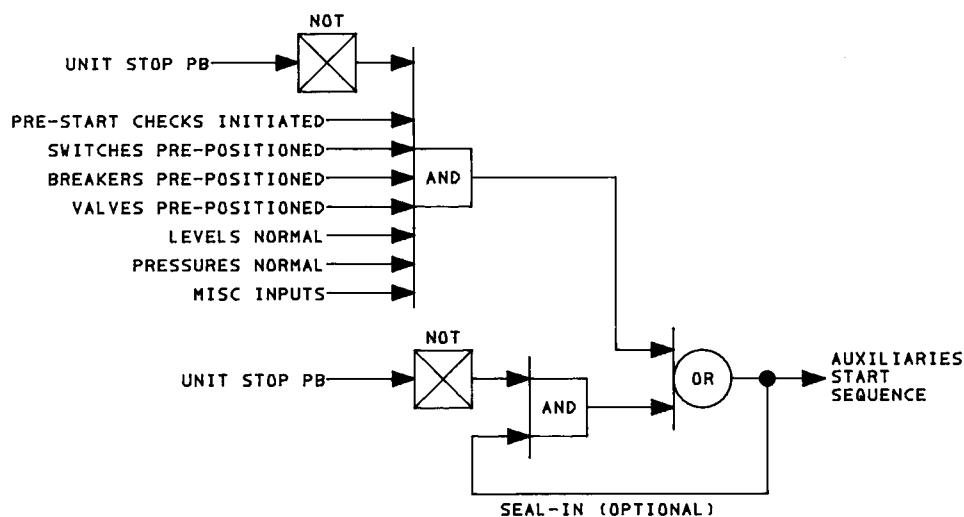 NOT
UNIT STOP PB
PRE-START CHECKS INITIATED
SWITCHES PRE-POSITIONED
BREAKERS PRE-POSITIONED
AND
VALVES PRE-POSITIONED
LEVELS NORMAL
PRESSURES NORMAL
MISC INPUTS
NOT
UNIT STOP PB
AND
OR
AUXILIARIES
START
SEQUENCE
SEAL-IN (OPTIONAL)